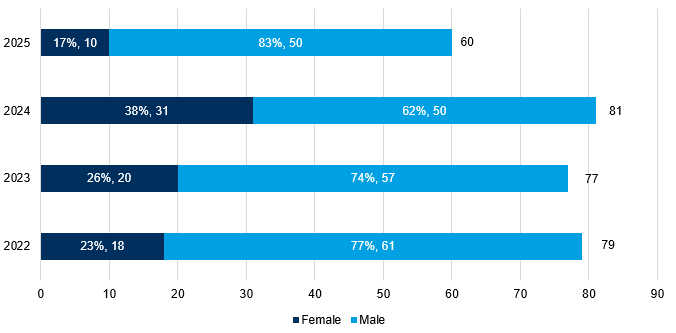 2025 17%, 10 83%, 50 60
2024 38%, 31 62%, 50 81
2023 26%, 20 74%, 57 77
2022 23%, 18 77%, 61 79
0 10 20 30 40 50 60 70 80 90
Female Male